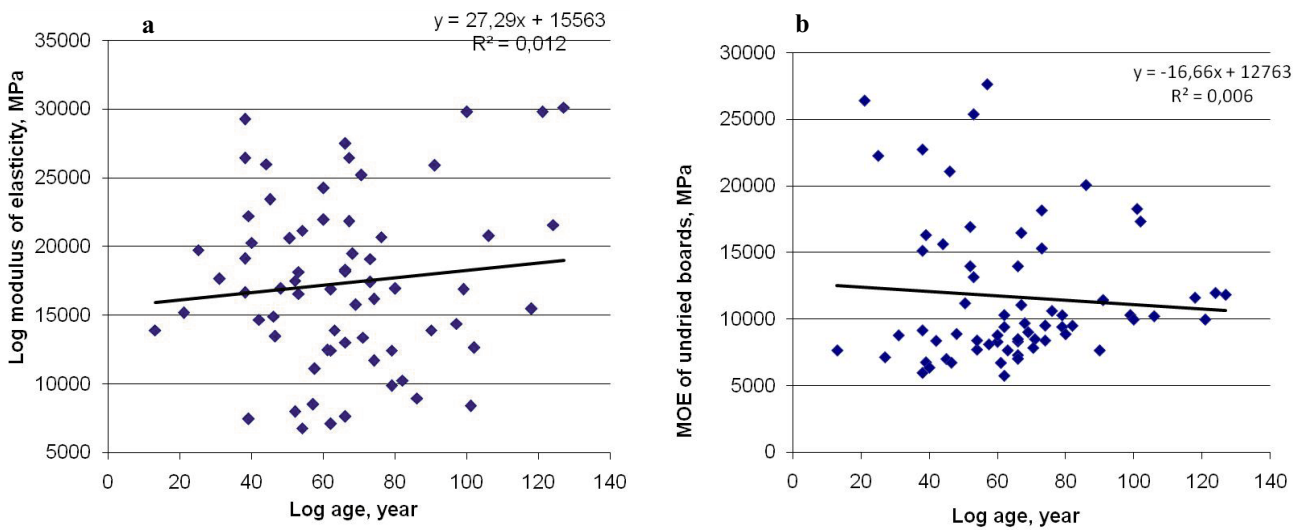 a
y = 27,29x + 15563
R² = 0,012
Log modulus of elasticity, MPa
35000
30000
25000
20000
15000
10000
5000
0 20 40 60 80 100 120 140
Log age, year
b
y = -16,66x + 12763
R² = 0,006
MOE of undried boards, MPa
30000
25000
20000
15000
10000
5000
0
0 20 40 60 80 100 120 140
Log age, year